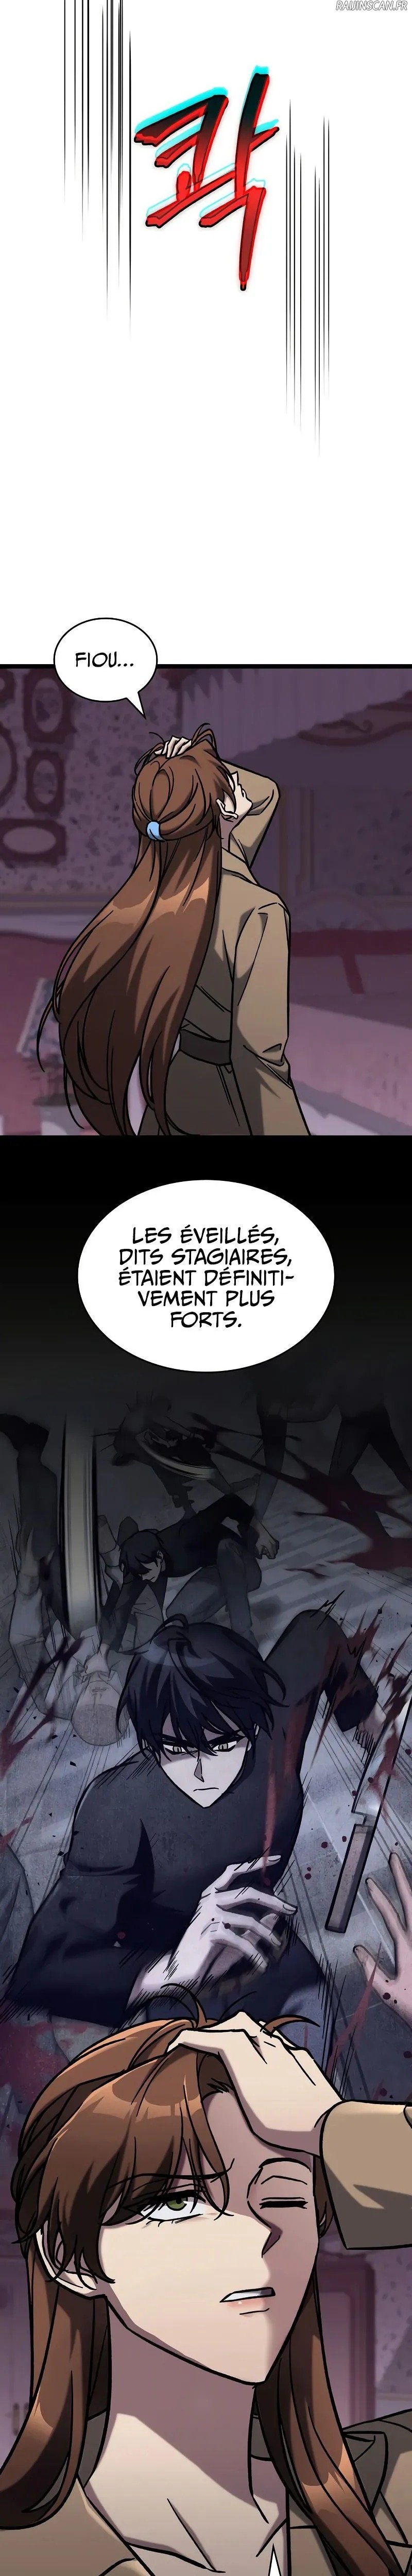 RAIJINSCAN.FR
콱
FIOU...
LES ÉVEILLÉS,
DITS STAGIAIRES,
ÉTAIENT DÉFINITI-
VEMENT PLUS
FORTS.